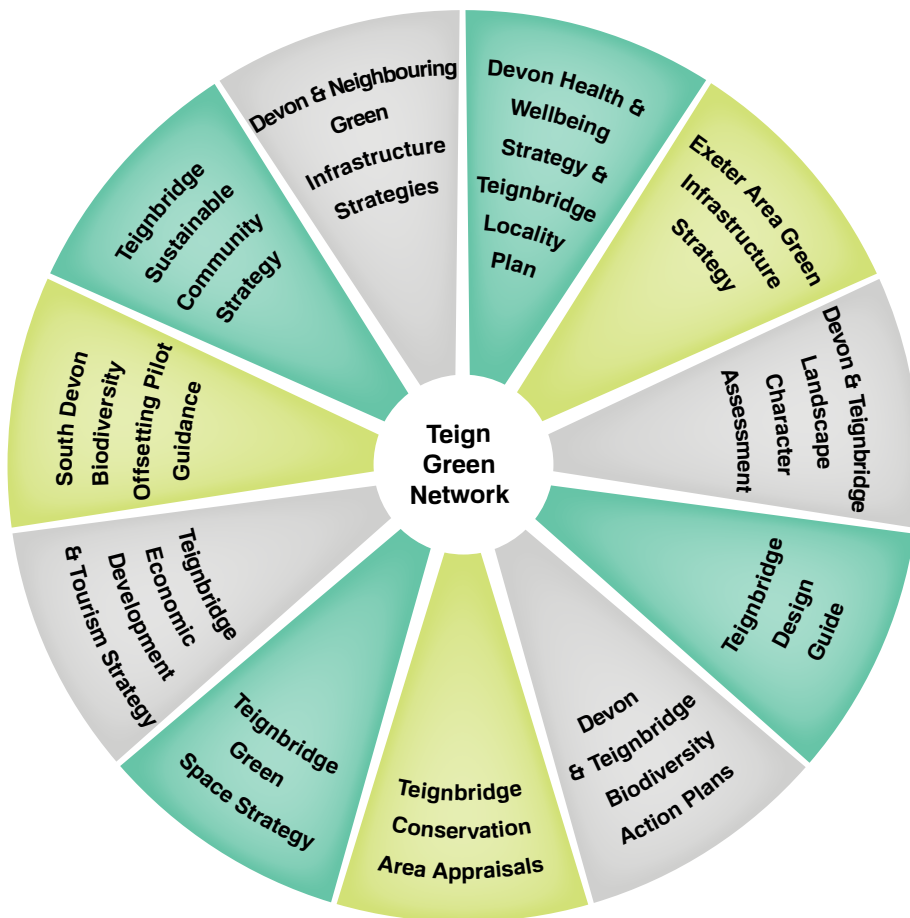 Devon Health &
Wellbeing
Strategy &
Teignbridge
Locality
Plan
Exeter Area Green
Infrastructure
Strategy
Devon & Teignbridge
Landscape
Character
Assessment
Teignbridge
Design
Guide
Devon
& Teignbridge
Biodiversity
Action Plans
Teignbridge
Conservation
Area Appraisals
Teignbridge
Green
Space Strategy
Teignbridge
Economic
Development
& Tourism Strategy
South Devon
Biodiversity
Offsetting Pilot
Guidance
Teignbridge
Sustainable
Community
Strategy
Devon & Neighbouring
Green
Infrastructure
Strategies
Teign
Green
Network